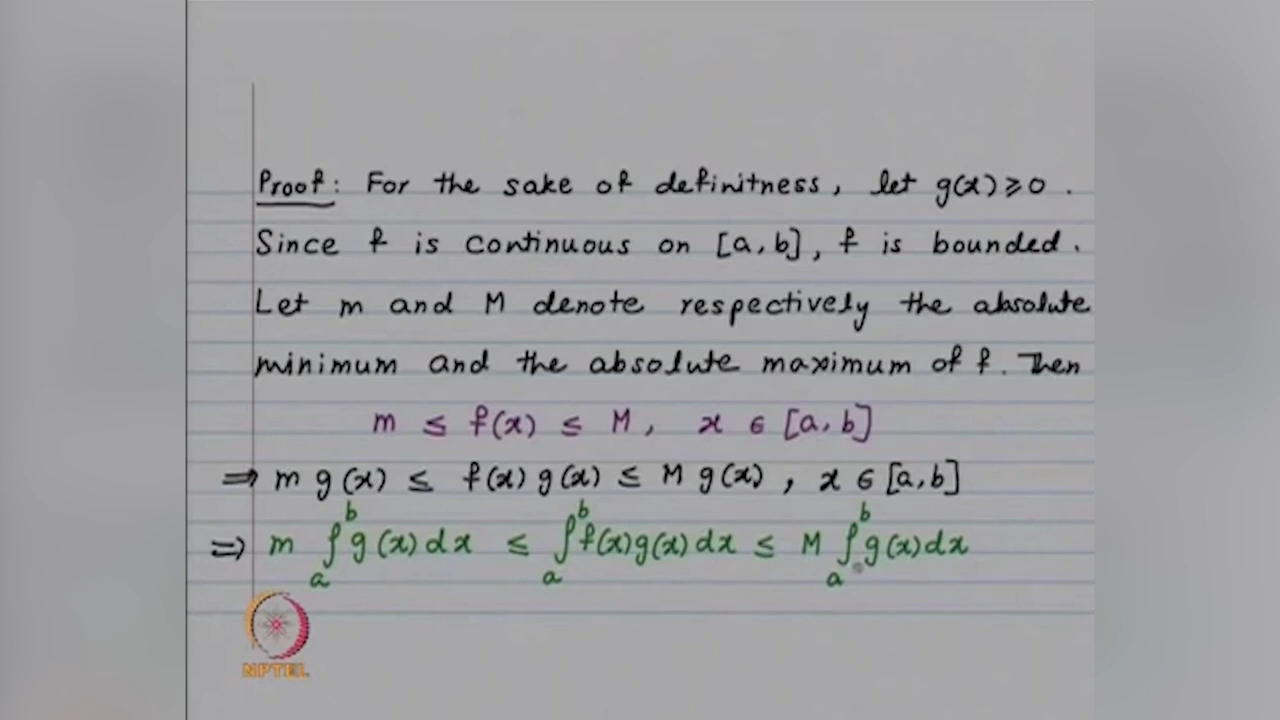 Proof: For the sake of definitness, let g(x) ≥ 0.
Since f is continuous on [a, b], f is bounded.
Let m and M denote respectively the absolute
minimum and the absolute maximum of f. Then
m ≤ f(x) ≤ M, x ∈ [a, b]
⇒ m g(x) ≤ f(x) g(x) ≤ M g(x), x ∈ [a, b]
⇒ m ∫_a^b g(x) dx ≤ ∫_a^b f(x) g(x) dx ≤ M ∫_a^b g(x) dx
NPTEL